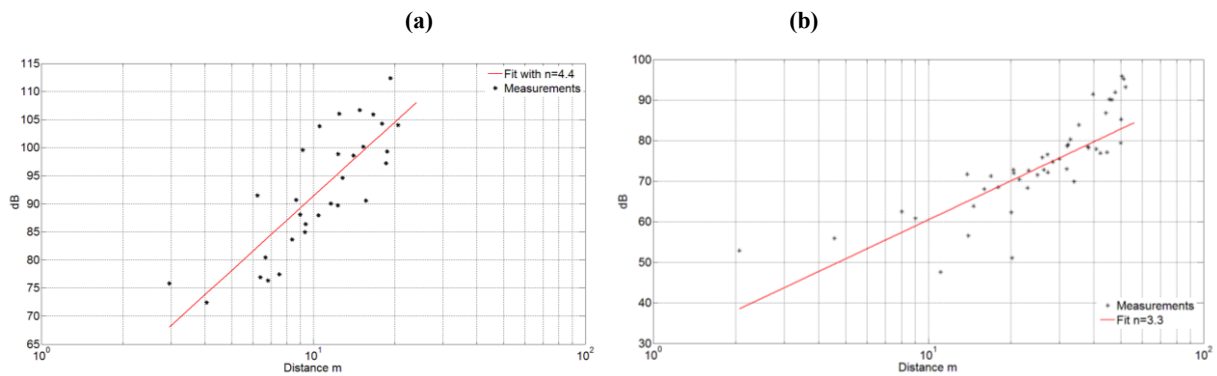 (a)
115
110
105
100
95
90
85
80
75
70
65
dB
10^0
10^1
10^2
Distance m
Fit with n=4.4
Measurements
(b)
100
90
80
70
60
50
40
30
dB
10^0
10^1
10^2
Distance m
Measurements
Fit n=3.3